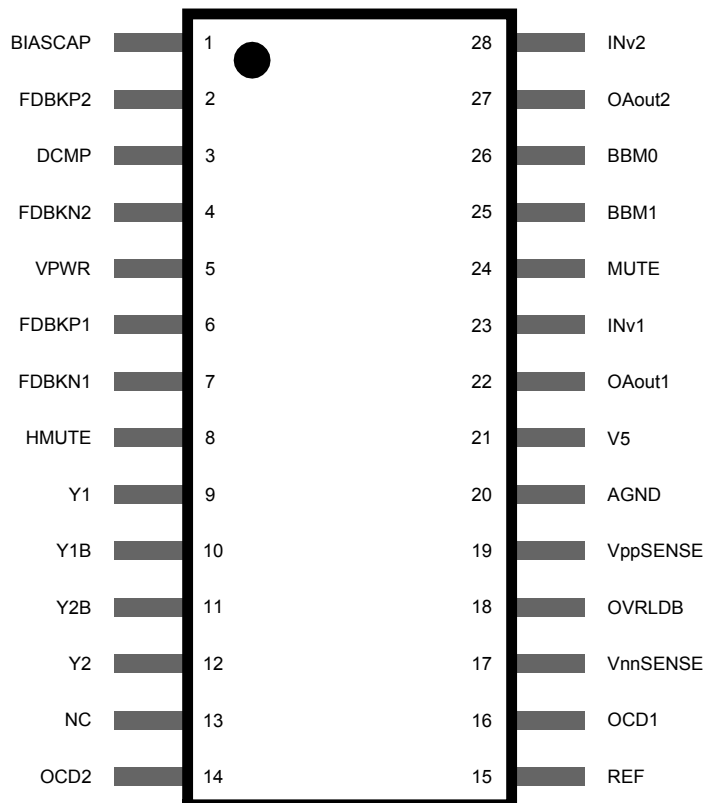 BIASCAP 1 28 INv2
FDBKP2 2 27 OAout2
DCMP 3 26 BBM0
FDBKN2 4 25 BBM1
VPWR 5 24 MUTE
FDBKP1 6 23 INv1
FDBKN1 7 22 OAout1
HMUTE 8 21 V5
Y1 9 20 AGND
Y1B 10 19 VppSENSE
Y2B 11 18 OVRLDB
Y2 12 17 VnnSENSE
NC 13 16 OCD1
OCD2 14 15 REF